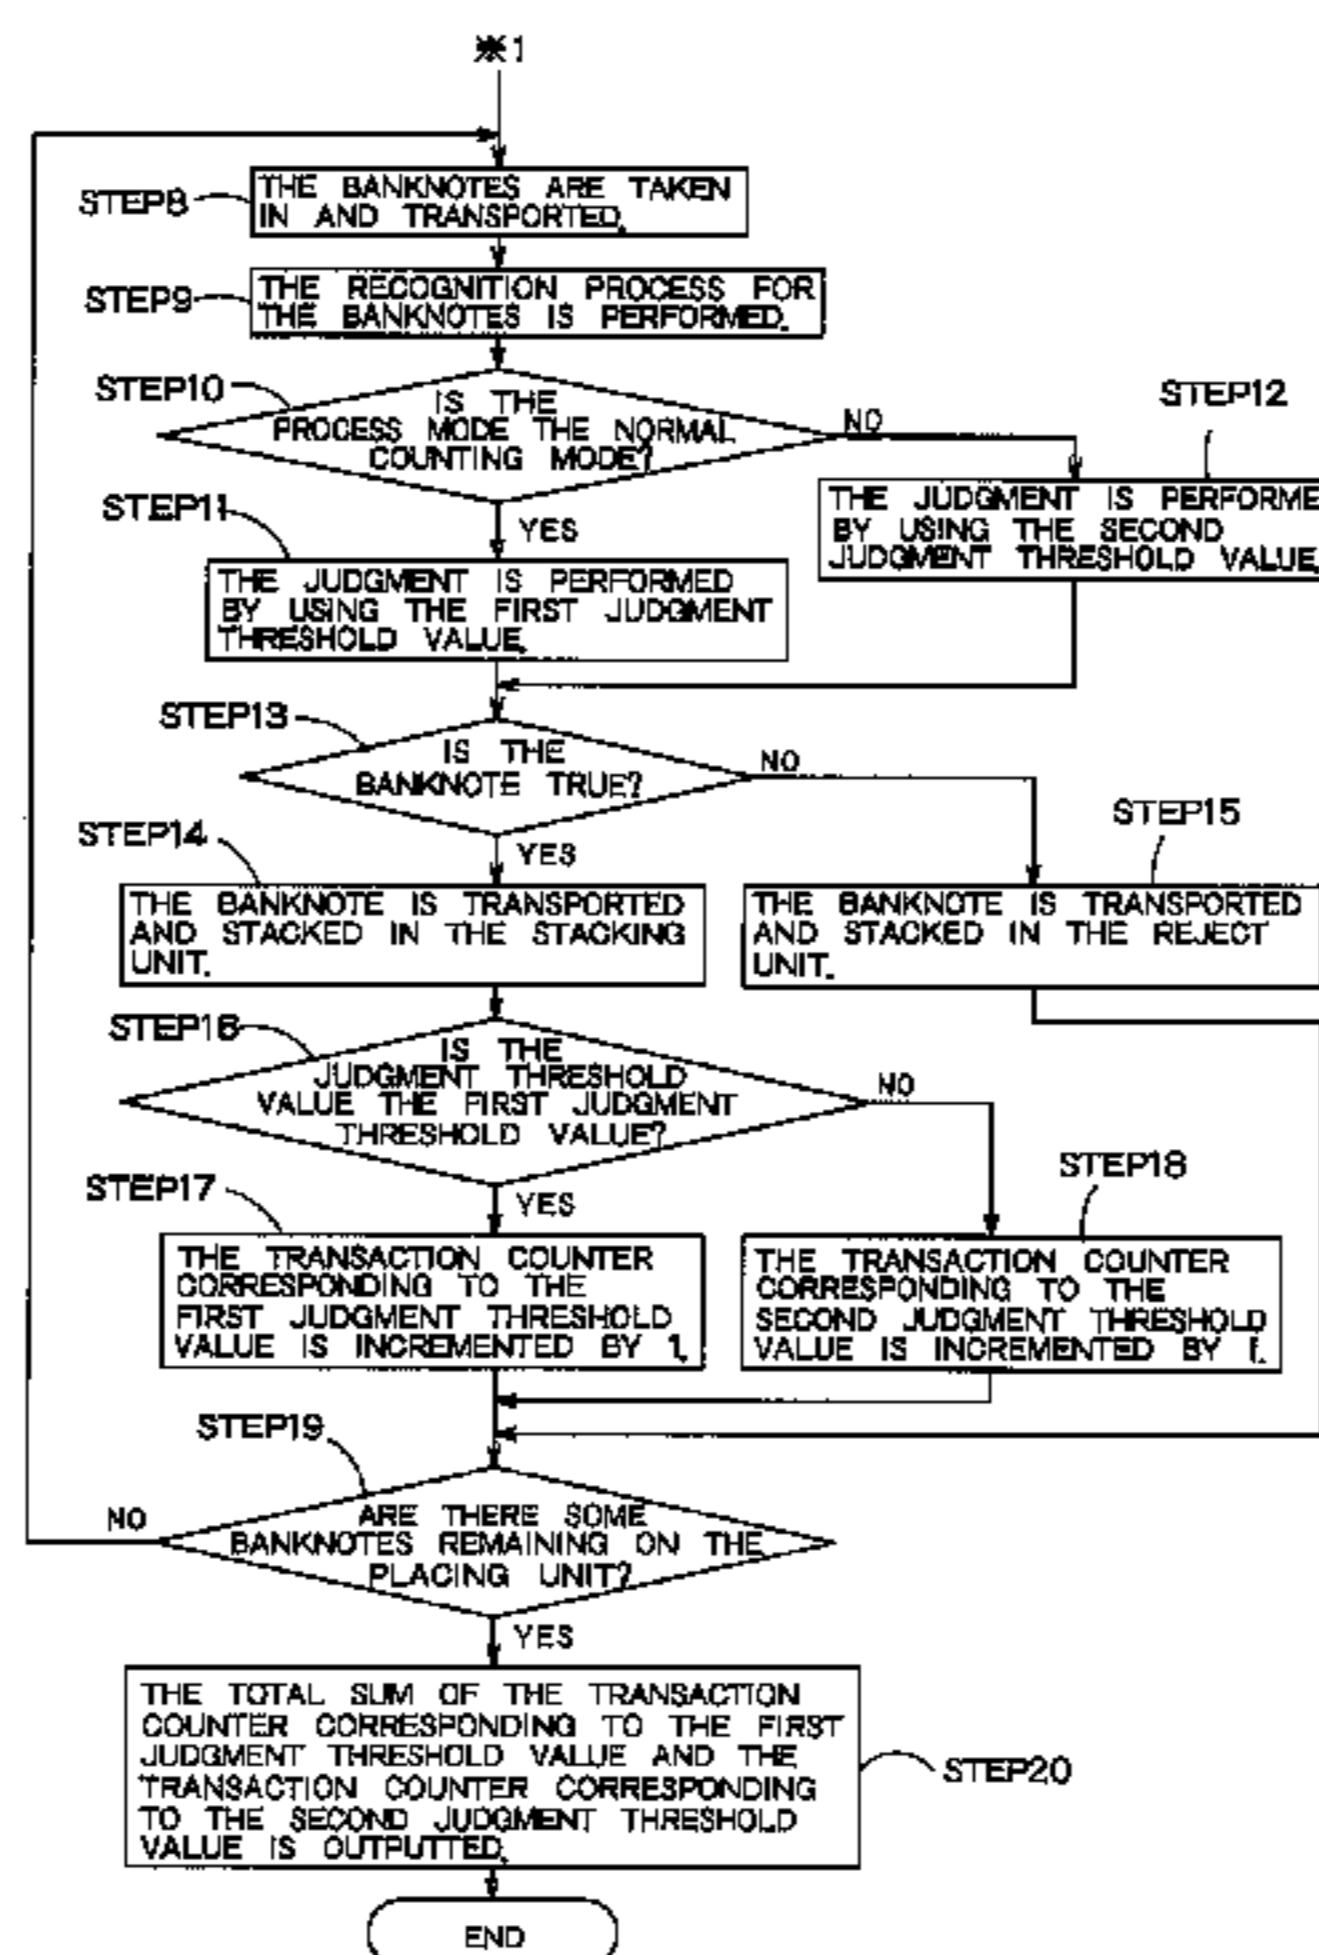 ※1
STEP8
THE BANKNOTES ARE TAKEN
IN AND TRANSPORTED.
STEP9
THE RECOGNITION PROCESS FOR
THE BANKNOTES IS PERFORMED.
STEP10
IS THE
PROCESS MODE THE NORMAL
COUNTING MODE?
NO
STEP12
THE JUDGMENT IS PERFORME
BY USING THE SECOND
JUDGMENT THRESHOLD VALUE.
YES
STEP11
THE JUDGMENT IS PERFORMED
BY USING THE FIRST JUDGMENT
THRESHOLD VALUE.
STEP13
IS THE
BANKNOTE TRUE?
NO
YES
STEP14
THE BANKNOTE IS TRANSPORTED
AND STACKED IN THE STACKING
UNIT.
STEP15
THE BANKNOTE IS TRANSPORTED
AND STACKED IN THE REJECT
UNIT.
STEP16
IS THE
JUDGMENT THRESHOLD
VALUE THE FIRST JUDGMENT
THRESHOLD VALUE?
NO
YES
STEP17
THE TRANSACTION COUNTER
CORRESPONDING TO THE
FIRST JUDGMENT THRESHOLD
VALUE IS INCREMENTED BY 1.
STEP18
THE TRANSACTION COUNTER
CORRESPONDING TO THE
SECOND JUDGMENT THRESHOLD
VALUE IS INCREMENTED BY 1.
STEP19
ARE THERE SOME
BANKNOTES REMAINING ON THE
PLACING UNIT?
NO
YES
THE TOTAL SUM OF THE TRANSACTION
COUNTER CORRESPONDING TO THE FIRST
JUDGMENT THRESHOLD VALUE AND THE
TRANSACTION COUNTER CORRESPONDING
TO THE SECOND JUDGMENT THRESHOLD
VALUE IS OUTPUTTED.
STEP20
END